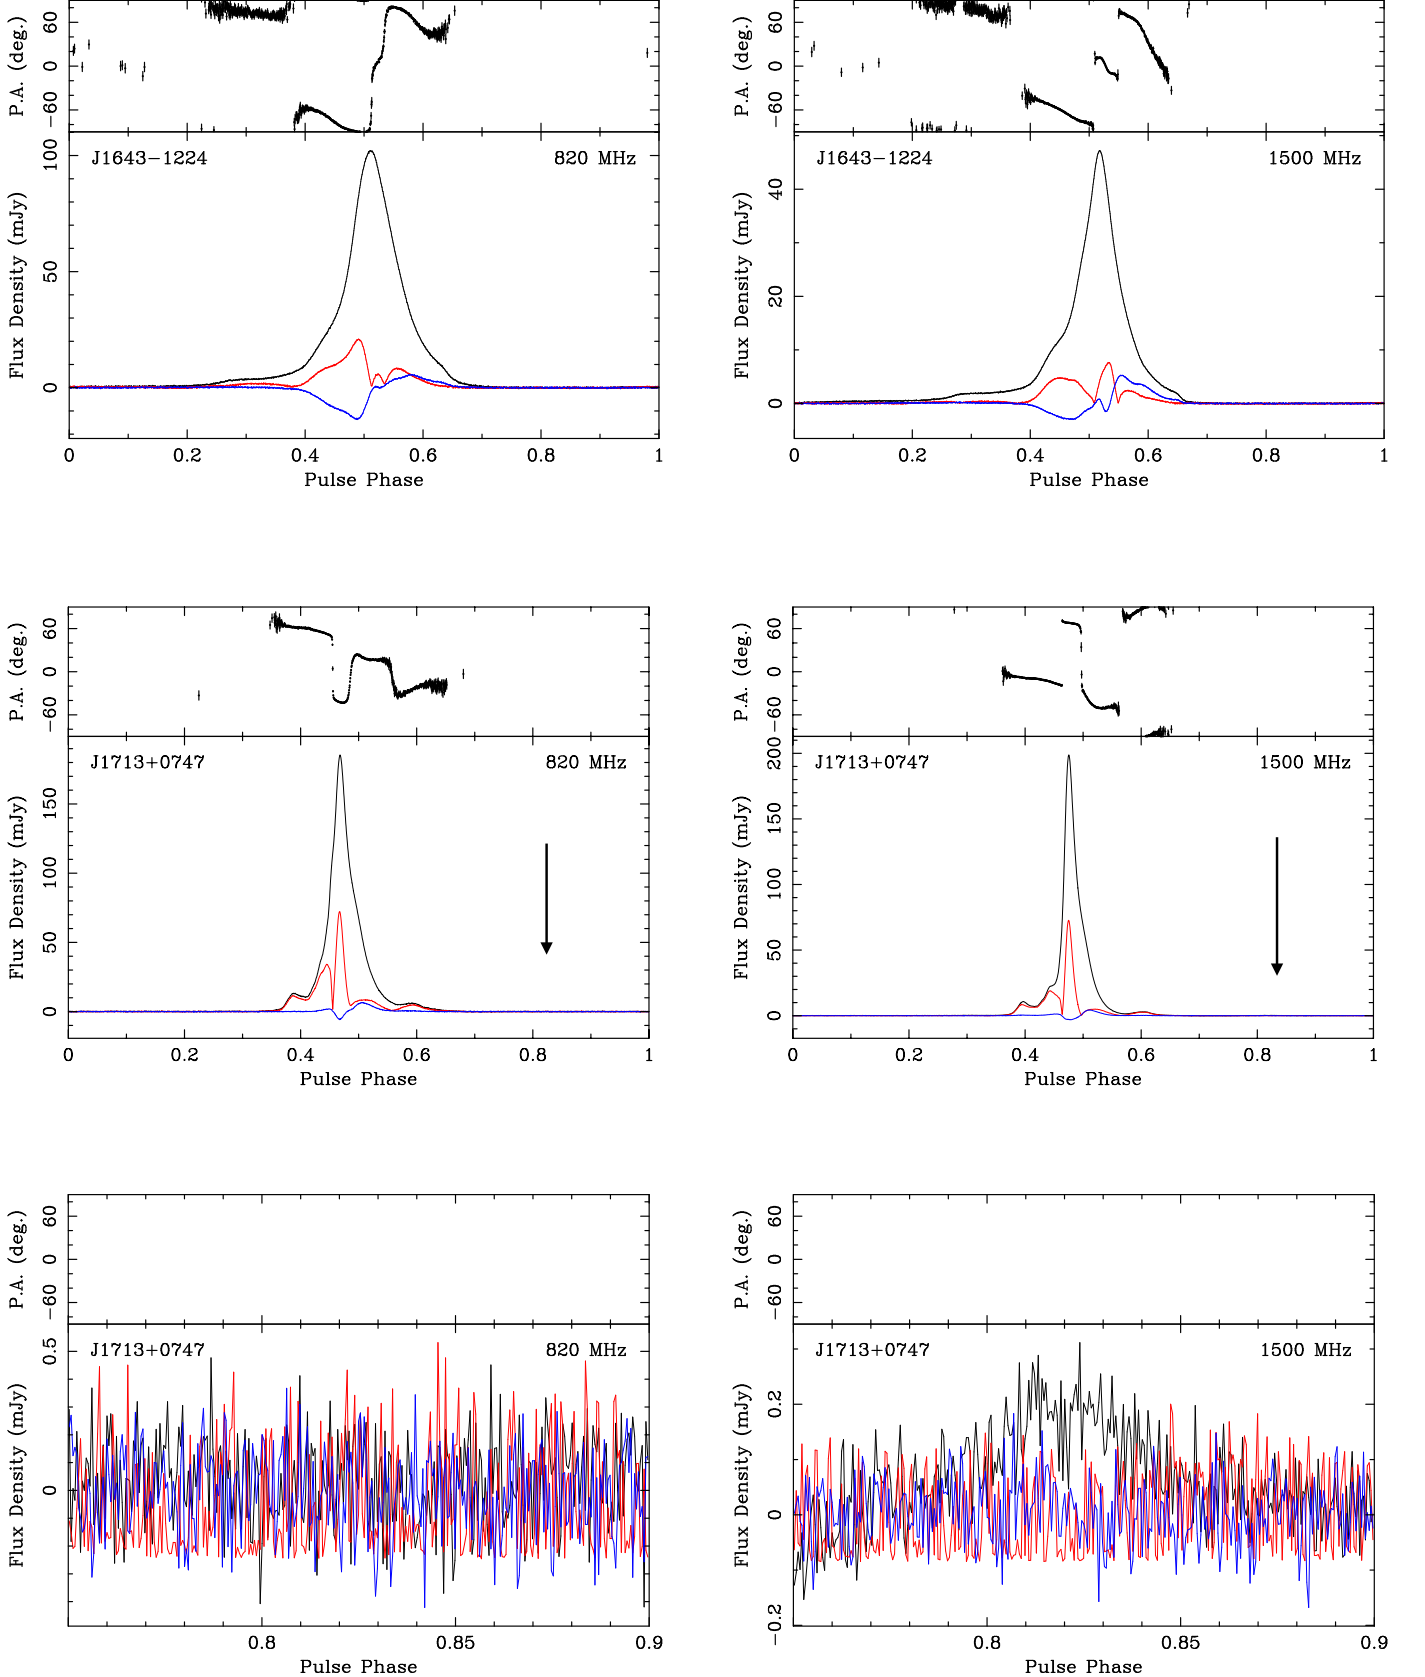 P.A. (deg.)
60
0
−60
P.A. (deg.)
60
0
−60
J1643−1224
820 MHz
Flux Density (mJy)
100
50
0
0
0.2
0.4
0.6
0.8
1
Pulse Phase
J1643−1224
1500 MHz
Flux Density (mJy)
40
20
0
0
0.2
0.4
0.6
0.8
1
Pulse Phase
P.A. (deg.)
60
0
−60
P.A. (deg.)
60
0
−60
J1713+0747
820 MHz
Flux Density (mJy)
150
100
50
0
0
0.2
0.4
0.6
0.8
1
Pulse Phase
J1713+0747
1500 MHz
Flux Density (mJy)
200
150
100
50
0
0
0.2
0.4
0.6
0.8
1
Pulse Phase
P.A. (deg.)
60
0
−60
P.A. (deg.)
60
0
−60
J1713+0747
820 MHz
Flux Density (mJy)
0.5
0
0.8
0.85
0.9
Pulse Phase
J1713+0747
1500 MHz
Flux Density (mJy)
0.2
0
−0.2
0.8
0.85
0.9
Pulse Phase